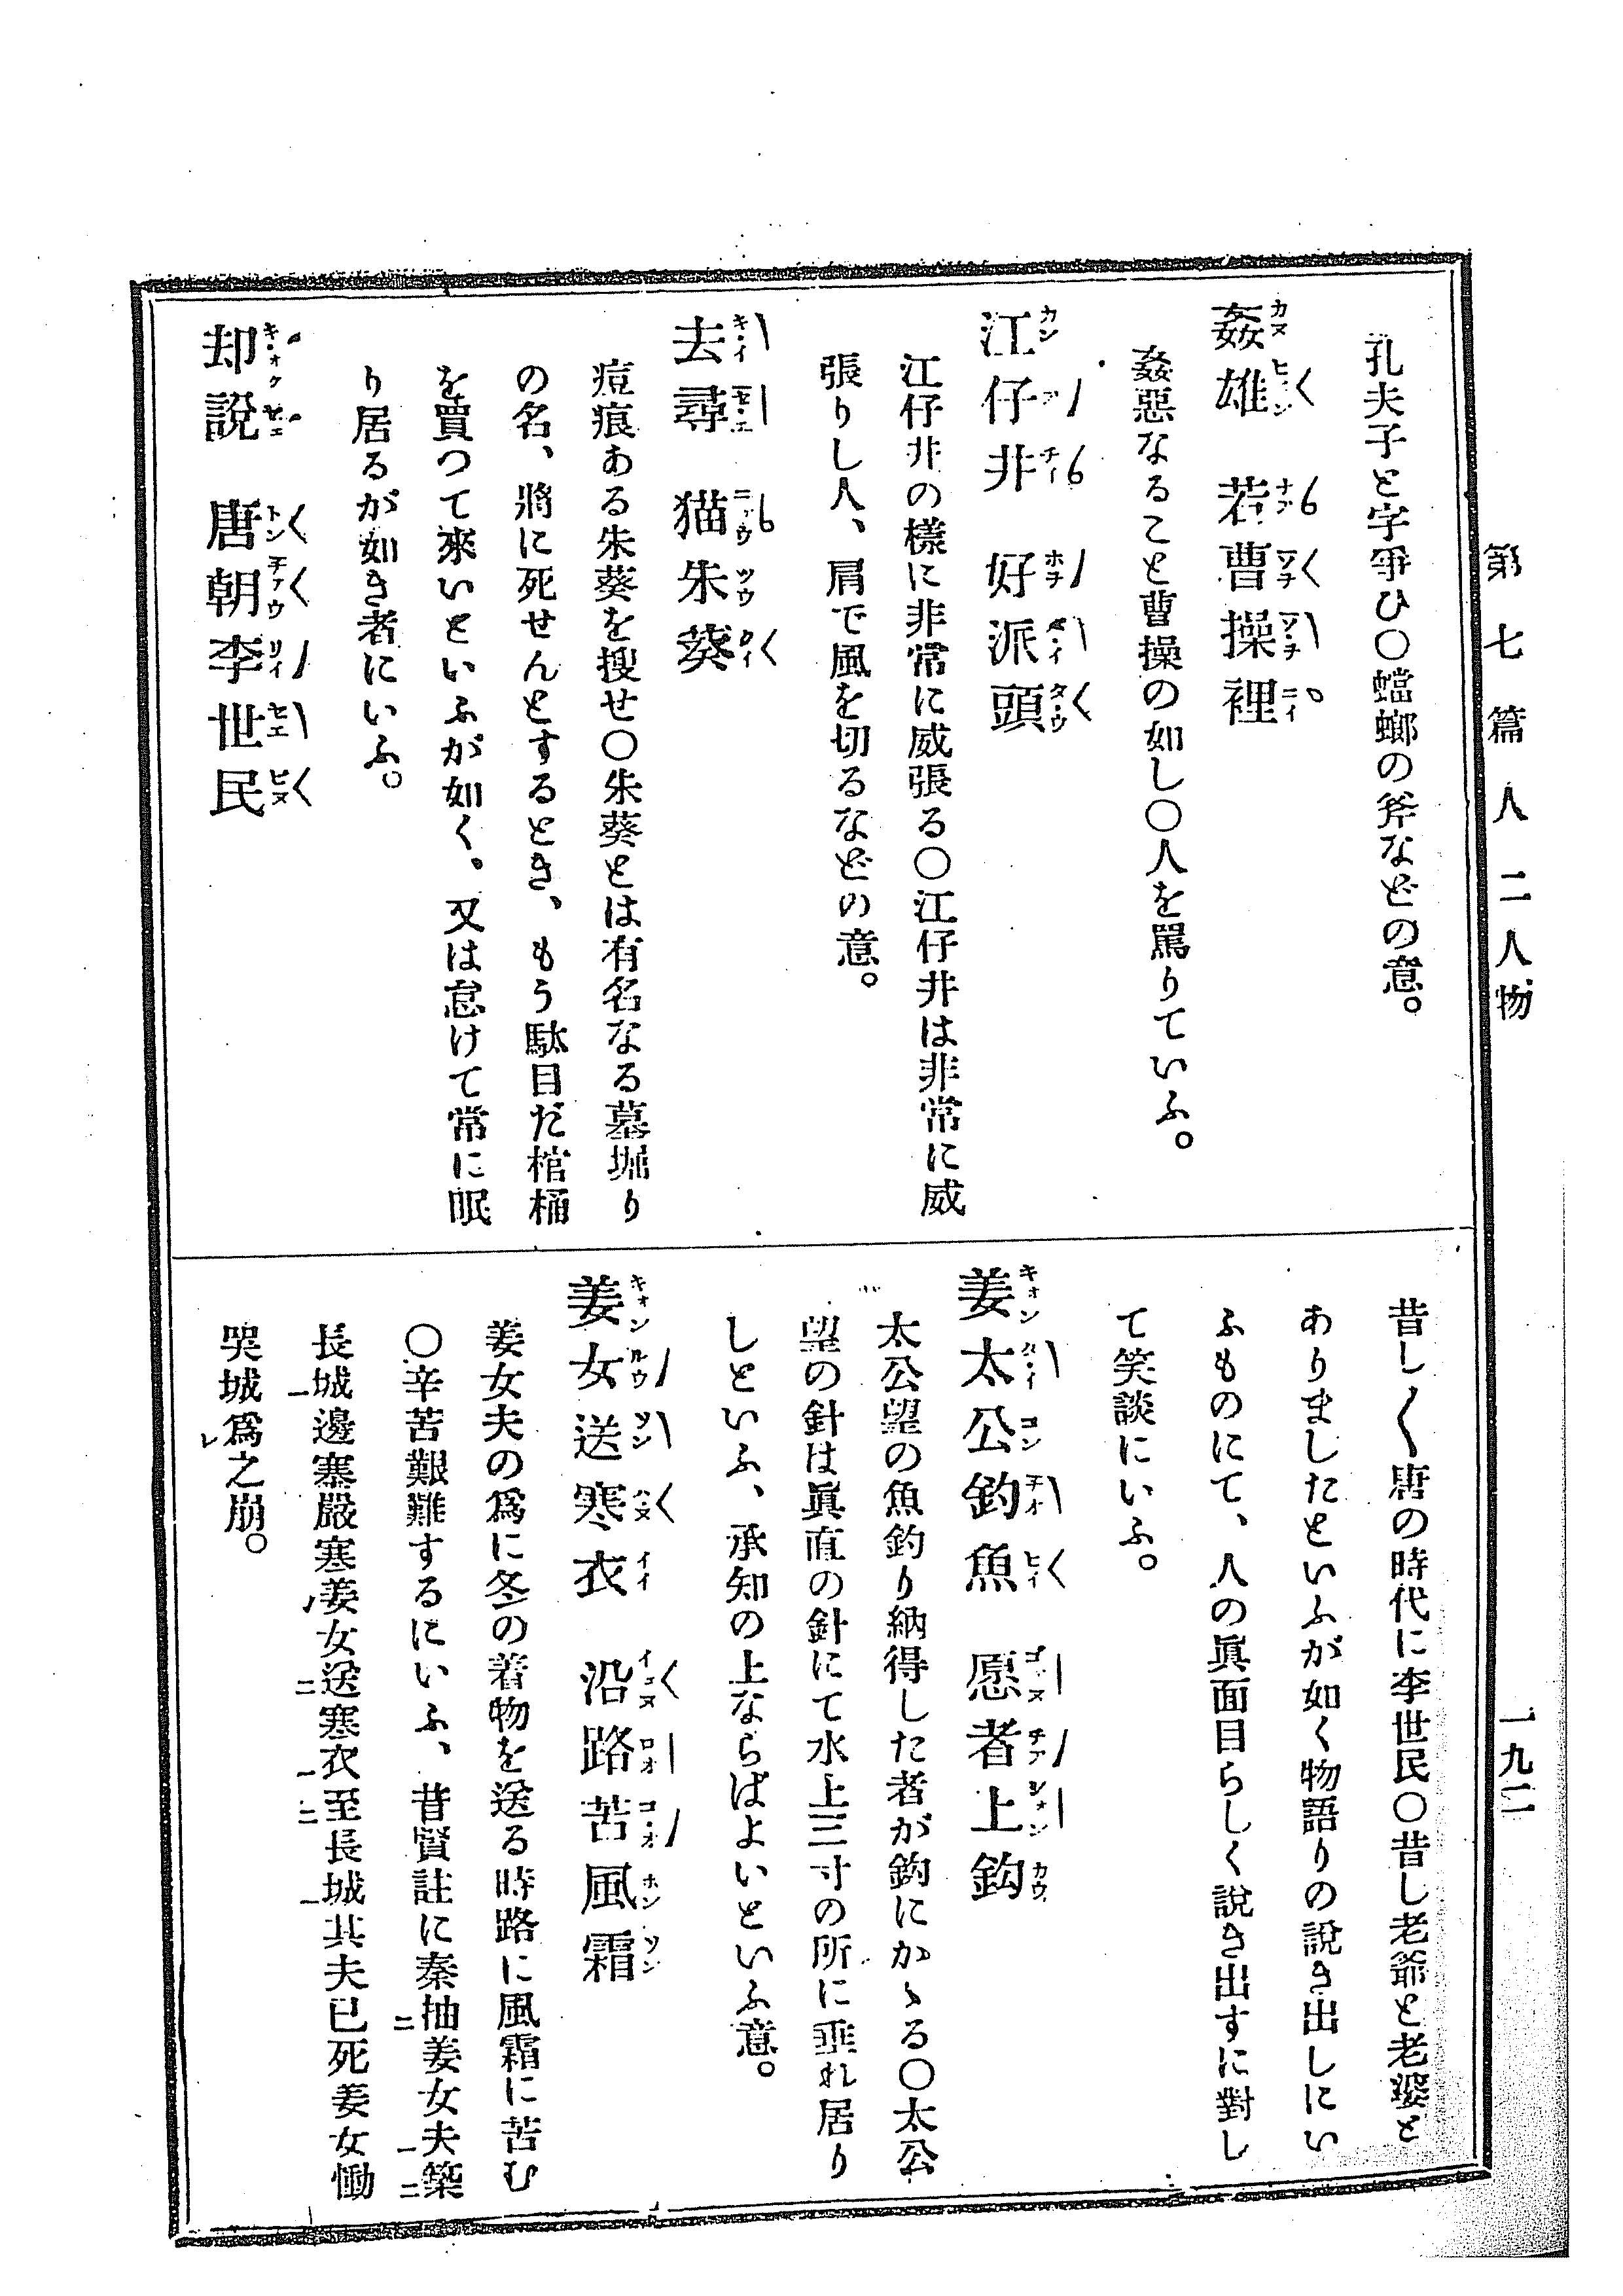 第七篇 人 二 人物
一九二
孔夫子と字爭ひ〇蟷螂の斧などの意。
姦雄 若曹操裡
姦惡なること曹操の如し〇人を罵りていふ。
江仔井 好派頭
江仔井の樣に非常に威張る〇江仔井は非常に威
張りし人、肩で風を切るなどの意。
去尋 猫朱葵
痘痕ある朱葵を搜せ〇朱葵とは有名なる墓堀り
の名、將に死せんとするとき、もう駄目だ棺桶
を買つて來いといふが如く。又は怠けて常に眠
り居るが如き者にいふ。
却說 唐朝李世民
昔し〱唐の時代に李世民〇昔し老爺と老婆と
ありましたといふが如く物語りの說き出しにい
ふものにて、人の眞面目らしく說き出すに對し
て笑談にいふ。
姜太公釣魚 愿者上鈎
太公望の魚釣り納得した者が鈎にかゝる〇太公
望の針は眞直の針にて水上三寸の所に垂れ居り
しといふ、承知の上ならばよいといふ意。
姜女送寒衣 沿路苦風霜
姜女夫の爲に冬の着物を送る時路に風霜に苦む
〇辛苦艱難するにいふ、昔賢註に秦抽姜女夫築
長城邊塞嚴寒姜女送寒衣至長城其夫已死姜女慟
哭城爲之崩。